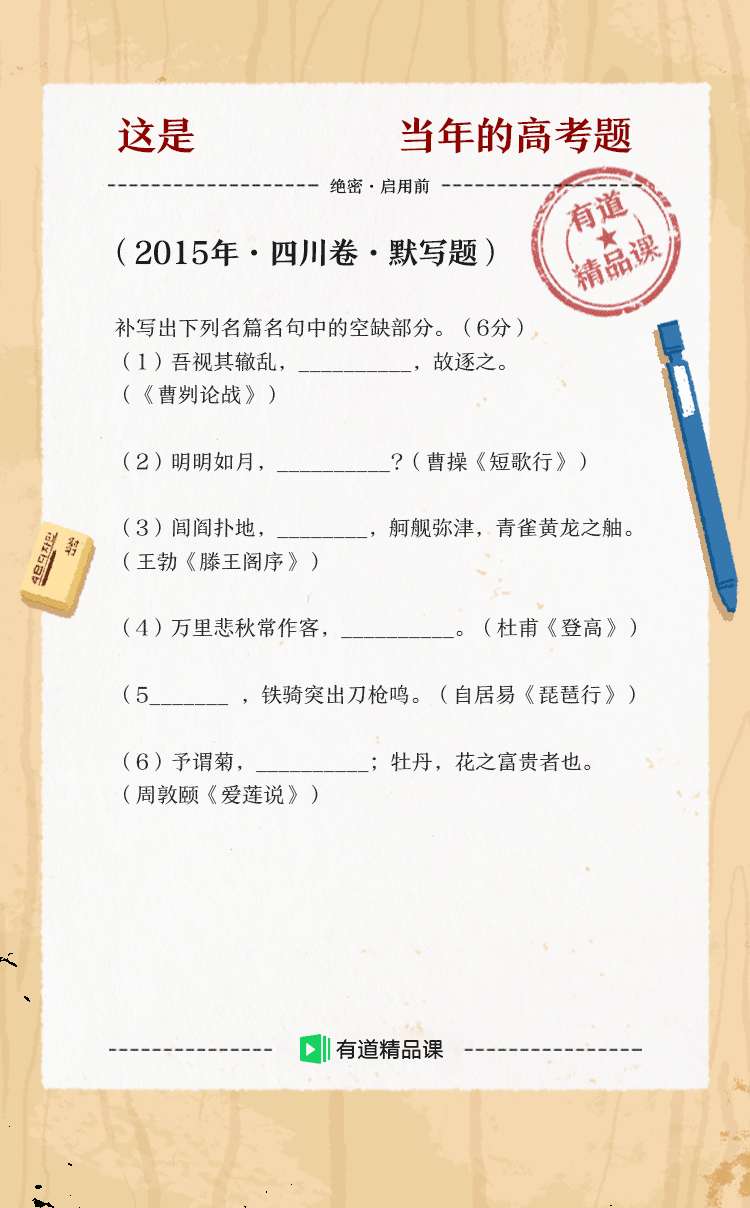 这是 当年的高考题
绝密·启用前
有道
精品课
（2015年·四川卷·默写题）
补写出下列名篇名句中的空缺部分。（6分）
（1）吾视其辙乱，__________，故逐之。
（《曹刿论战》）
（2）明明如月，__________?（曹操《短歌行》）
（3）闾阎扑地，________，舸舰弥津，青雀黄龙之舳。
（王勃《滕王阁序》）
（4）万里悲秋常作客，__________。（杜甫《登高》）
（5_______ ，铁骑突出刀枪鸣。（自居易《琵琶行》）
（6）予谓菊，__________；牡丹，花之富贵者也。
（周敦颐《爱莲说》）
有道精品课